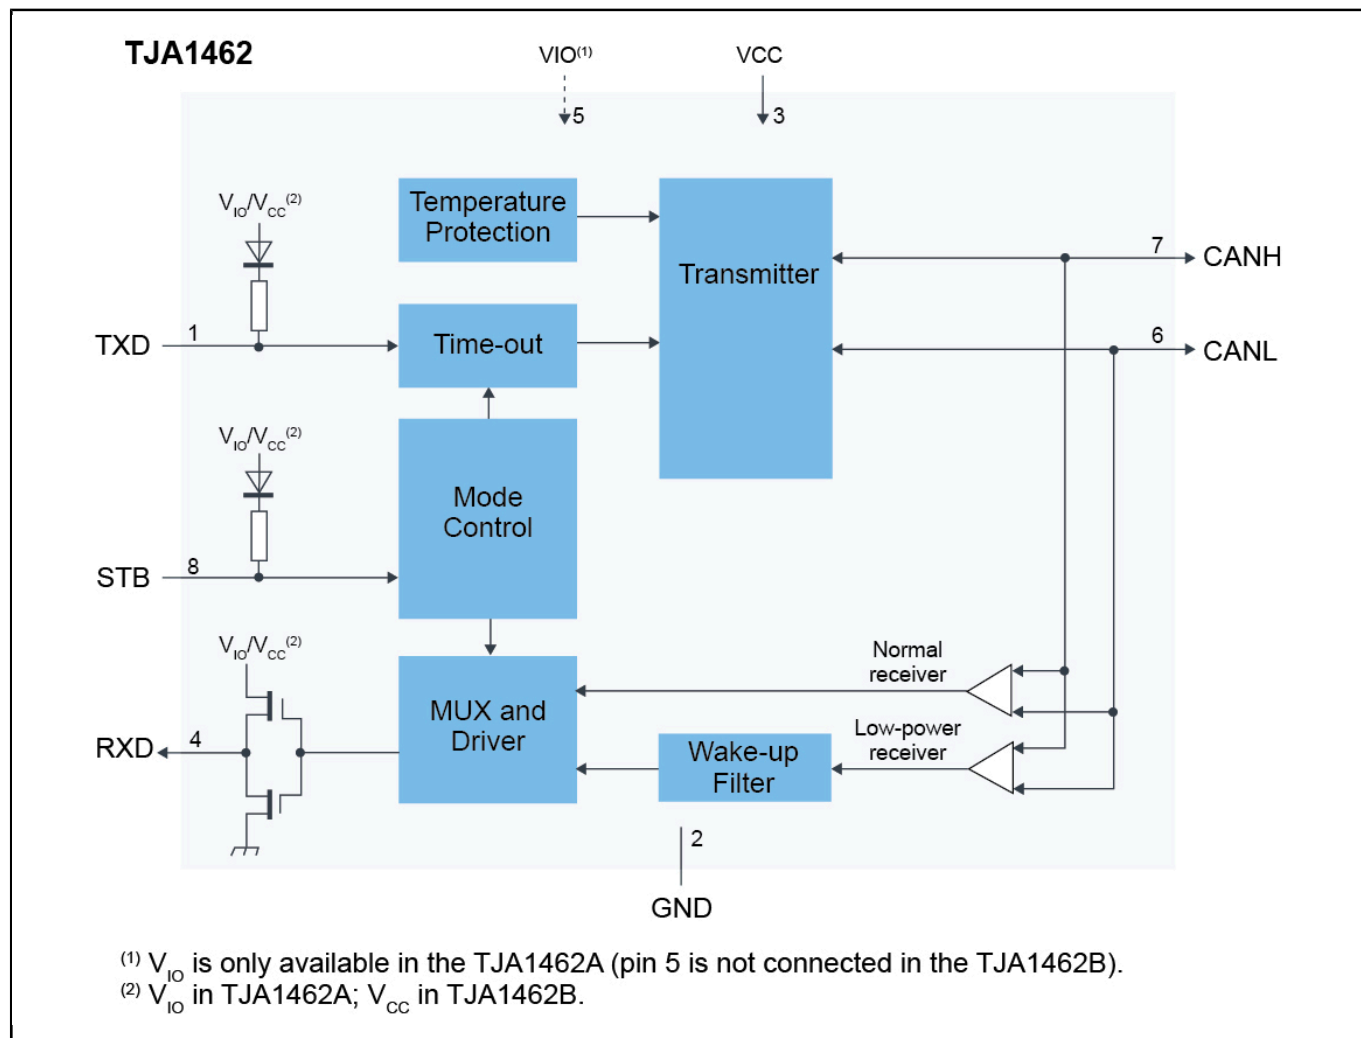 TJA1462
VIO(1)
VCC
5
3
VIO/VCC(2)
Temperature
Protection
Transmitter
7
CANH
TXD
1
Time-out
6
CANL
VIO/VCC(2)
Mode
Control
STB
8
VIO/VCC(2)
Normal
receiver
MUX and
Driver
RXD
4
Low-power
receiver
Wake-up
Filter
2
GND
(1) VIO is only available in the TJA1462A (pin 5 is not connected in the TJA1462B).
(2) VIO in TJA1462A; VCC in TJA1462B.